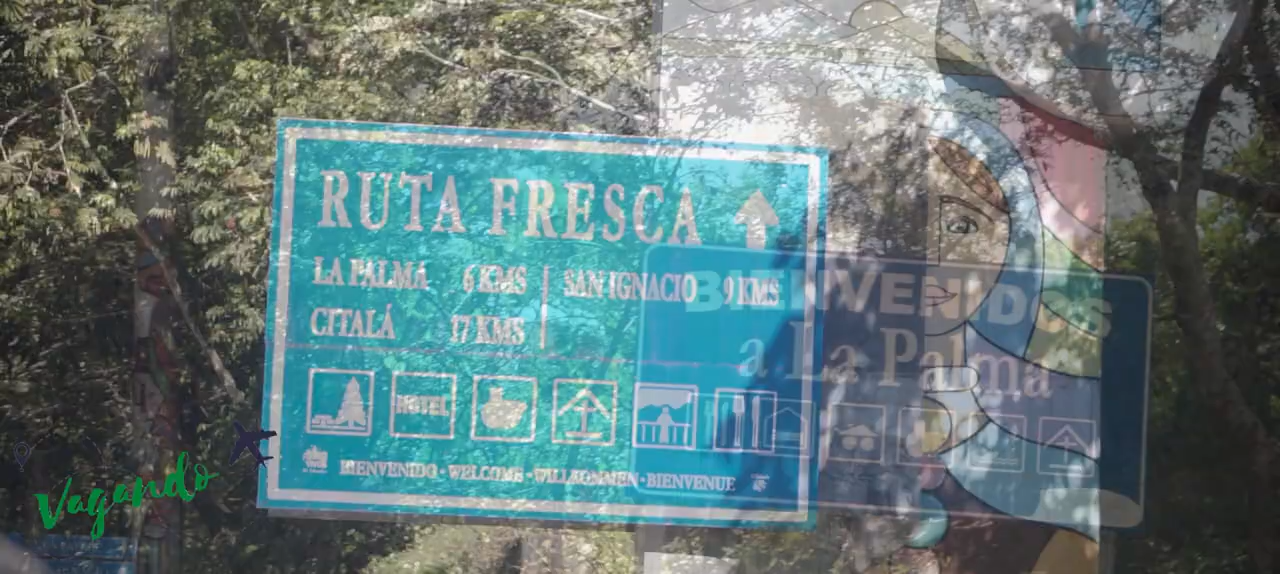 RUTA FRESCA
LA PALMA 6 KMS | SAN IGNACIO 9 KMS
CITALÁ 17 KMS |
HOTEL
BIENVENIDO · WELCOME · WILLKOMMEN · BIENVENUE
BIENVENIDOS
a La Palma
Vagando